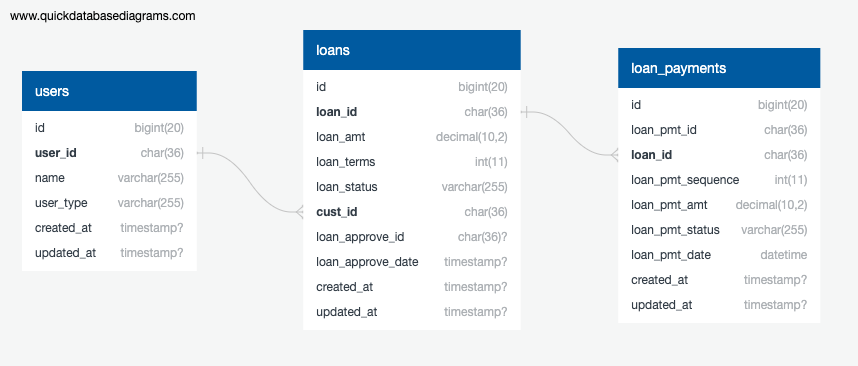 www.quickdatabasediagrams.com
users
id bigint(20)
user_id char(36)
name varchar(255)
user_type varchar(255)
created_at timestamp?
updated_at timestamp?
loans
id bigint(20)
loan_id char(36)
loan_amt decimal(10,2)
loan_terms int(11)
loan_status varchar(255)
cust_id char(36)
loan_approve_id char(36)?
loan_approve_date timestamp?
created_at timestamp?
updated_at timestamp?
loan_payments
id bigint(20)
loan_pmt_id char(36)
loan_id char(36)
loan_pmt_sequence int(11)
loan_pmt_amt decimal(10,2)
loan_pmt_status varchar(255)
loan_pmt_date datetime
created_at timestamp?
updated_at timestamp?